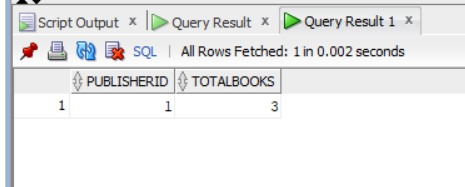 Script Output x Query Result x Query Result 1 x
SQL | All Rows Fetched: 1 in 0.002 seconds
PUBLISHERID TOTALBOOKS
1 1 3